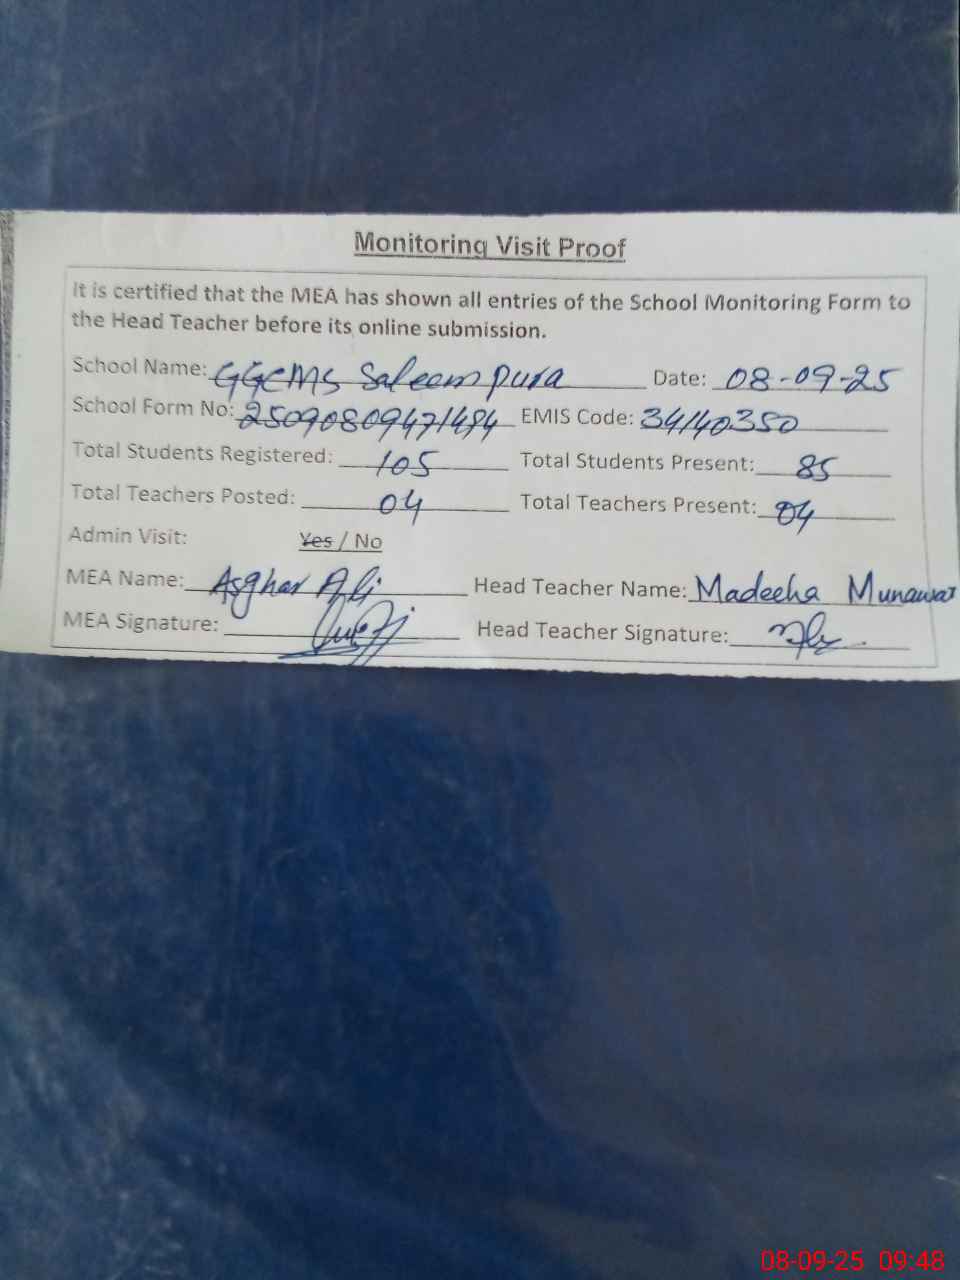 Monitoring Visit Proof
It is certified that the MEA has shown all entries of the School Monitoring Form to
the Head Teacher before its online submission.
School Name: GGCMS Saleempura Date: 08-09-25
School Form No: 25090809471484 EMIS Code: 34140350
Total Students Registered: 105 Total Students Present: 85
Total Teachers Posted: 04 Total Teachers Present: 04
Admin Visit: Yes / No
MEA Name: Asghar Ali Head Teacher Name: Madeeha Munawar
MEA Signature: Head Teacher Signature:
08-09-25 09:48